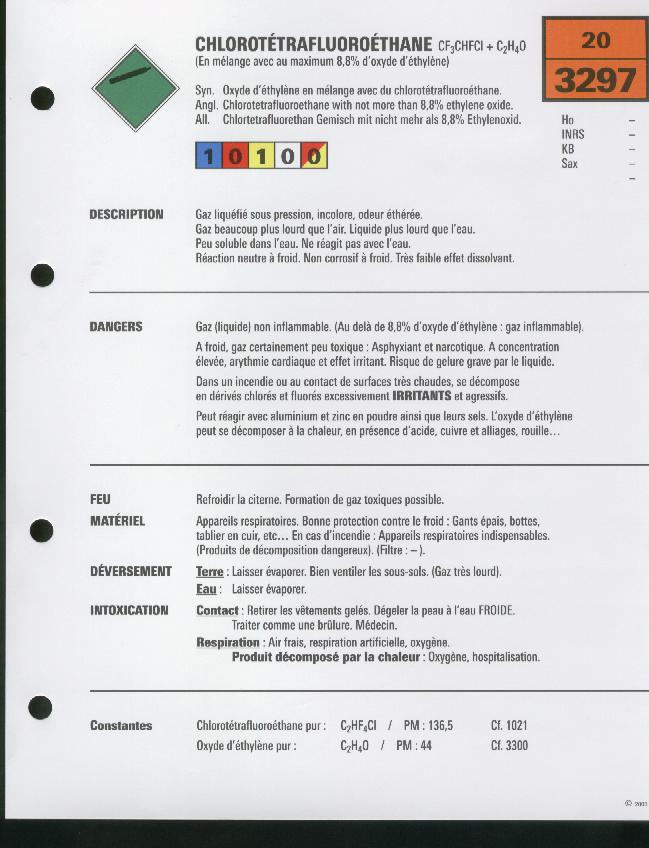 CHLOROTÉTRAFLUOROÉTHANE CF₃CHFCl + C₂H₄O
(En mélange avec au maximum 8,8% d'oxyde d'éthylène)
20
3297
Syn. Oxyde d'éthylène en mélange avec du chlorotétrafluoroéthane.
Angl. Chlorotetrafluoroethane with not more than 8,8% ethylene oxide.
All. Chlortetrafluorethan Gemisch mit nicht mehr als 8,8% Ethylenoxid.
Ho –
INRS –
KB –
Sax –
–
1 0 1 0 0
DESCRIPTION Gaz liquéfié sous pression, incolore, odeur éthérée.
Gaz beaucoup plus lourd que l'air. Liquide plus lourd que l'eau.
Peu soluble dans l'eau. Ne réagit pas avec l'eau.
Réaction neutre à froid. Non corrosif à froid. Très faible effet dissolvant.
DANGERS Gaz (liquide) non inflammable. (Au delà de 8,8% d'oxyde d'éthylène : gaz inflammable).
A froid, gaz certainement peu toxique : Asphyxiant et narcotique. A concentration
élevée, arythmie cardiaque et effet irritant. Risque de gelure grave par le liquide.
Dans un incendie ou au contact de surfaces très chaudes, se décompose
en dérivés chlorés et fluorés excessivement IRRITANTS et agressifs.
Peut réagir avec aluminium et zinc en poudre ainsi que leurs sels. L'oxyde d'éthylène
peut se décomposer à la chaleur, en présence d'acide, cuivre et alliages, rouille...
FEU Refroidir la citerne. Formation de gaz toxiques possible.
MATÉRIEL Appareils respiratoires. Bonne protection contre le froid : Gants épais, bottes,
tablier en cuir, etc... En cas d'incendie : Appareils respiratoires indispensables.
(Produits de décomposition dangereux). (Filtre : – ).
DÉVERSEMENT Terre : Laisser évaporer. Bien ventiler les sous-sols. (Gaz très lourd).
Eau : Laisser évaporer.
INTOXICATION Contact : Retirer les vêtements gelés. Dégeler la peau à l'eau FROIDE.
Traiter comme une brûlure. Médecin.
Respiration : Air frais, respiration artificielle, oxygène.
Produit décomposé par la chaleur : Oxygène, hospitalisation.
Constantes Chlorotétrafluoroéthane pur : C₂HF₄Cl / PM : 136,5 Cf. 1021
Oxyde d'éthylène pur : C₂H₄O / PM : 44 Cf. 3300
© 2003